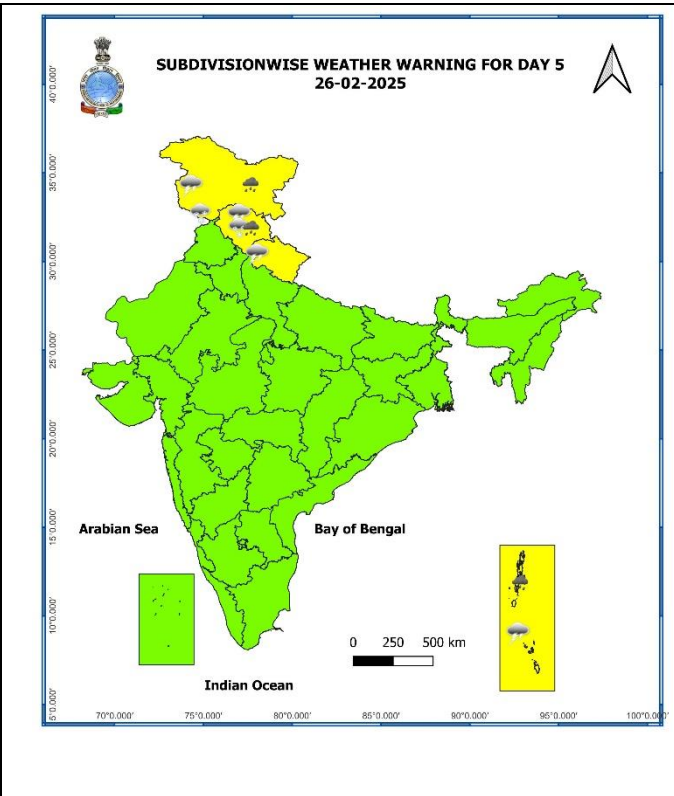 SUBDIVISIONWISE WEATHER WARNING FOR DAY 5
26-02-2025
40°0.000'
35°0.000'
30°0.000'
25°0.000'
20°0.000'
15°0.000'
10°0.000'
5°0.000'
Arabian Sea
Bay of Bengal
0 250 500 km
Indian Ocean
70°0.000' 75°0.000' 80°0.000' 85°0.000' 90°0.000' 95°0.000' 100°0.000'